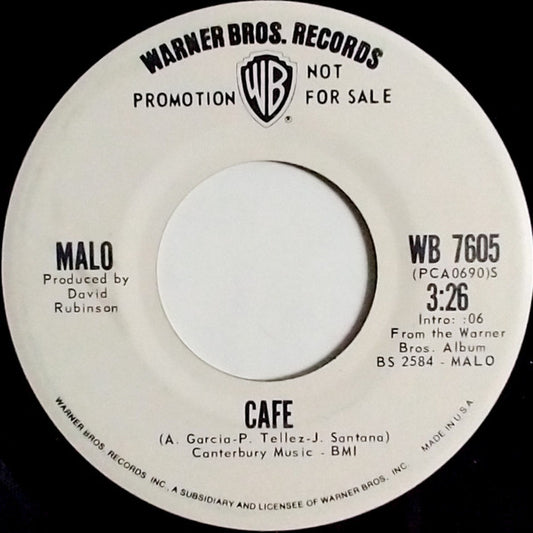 WARNER BROS. RECORDS
WB
PROMOTION NOT FOR SALE
MALO
Produced by
David
Rubinson
WB 7605
(PCA0690)S
3:26
Intro: :06
From the Warner
Bros. Album
BS 2584 - MALO
CAFE
(A. Garcia-P. Tellez-J. Santana)
Canterbury Music - BMI
WARNER BROS. RECORDS INC., A SUBSIDIARY AND LICENSEE OF WARNER BROS. INC. MADE IN U.S.A.